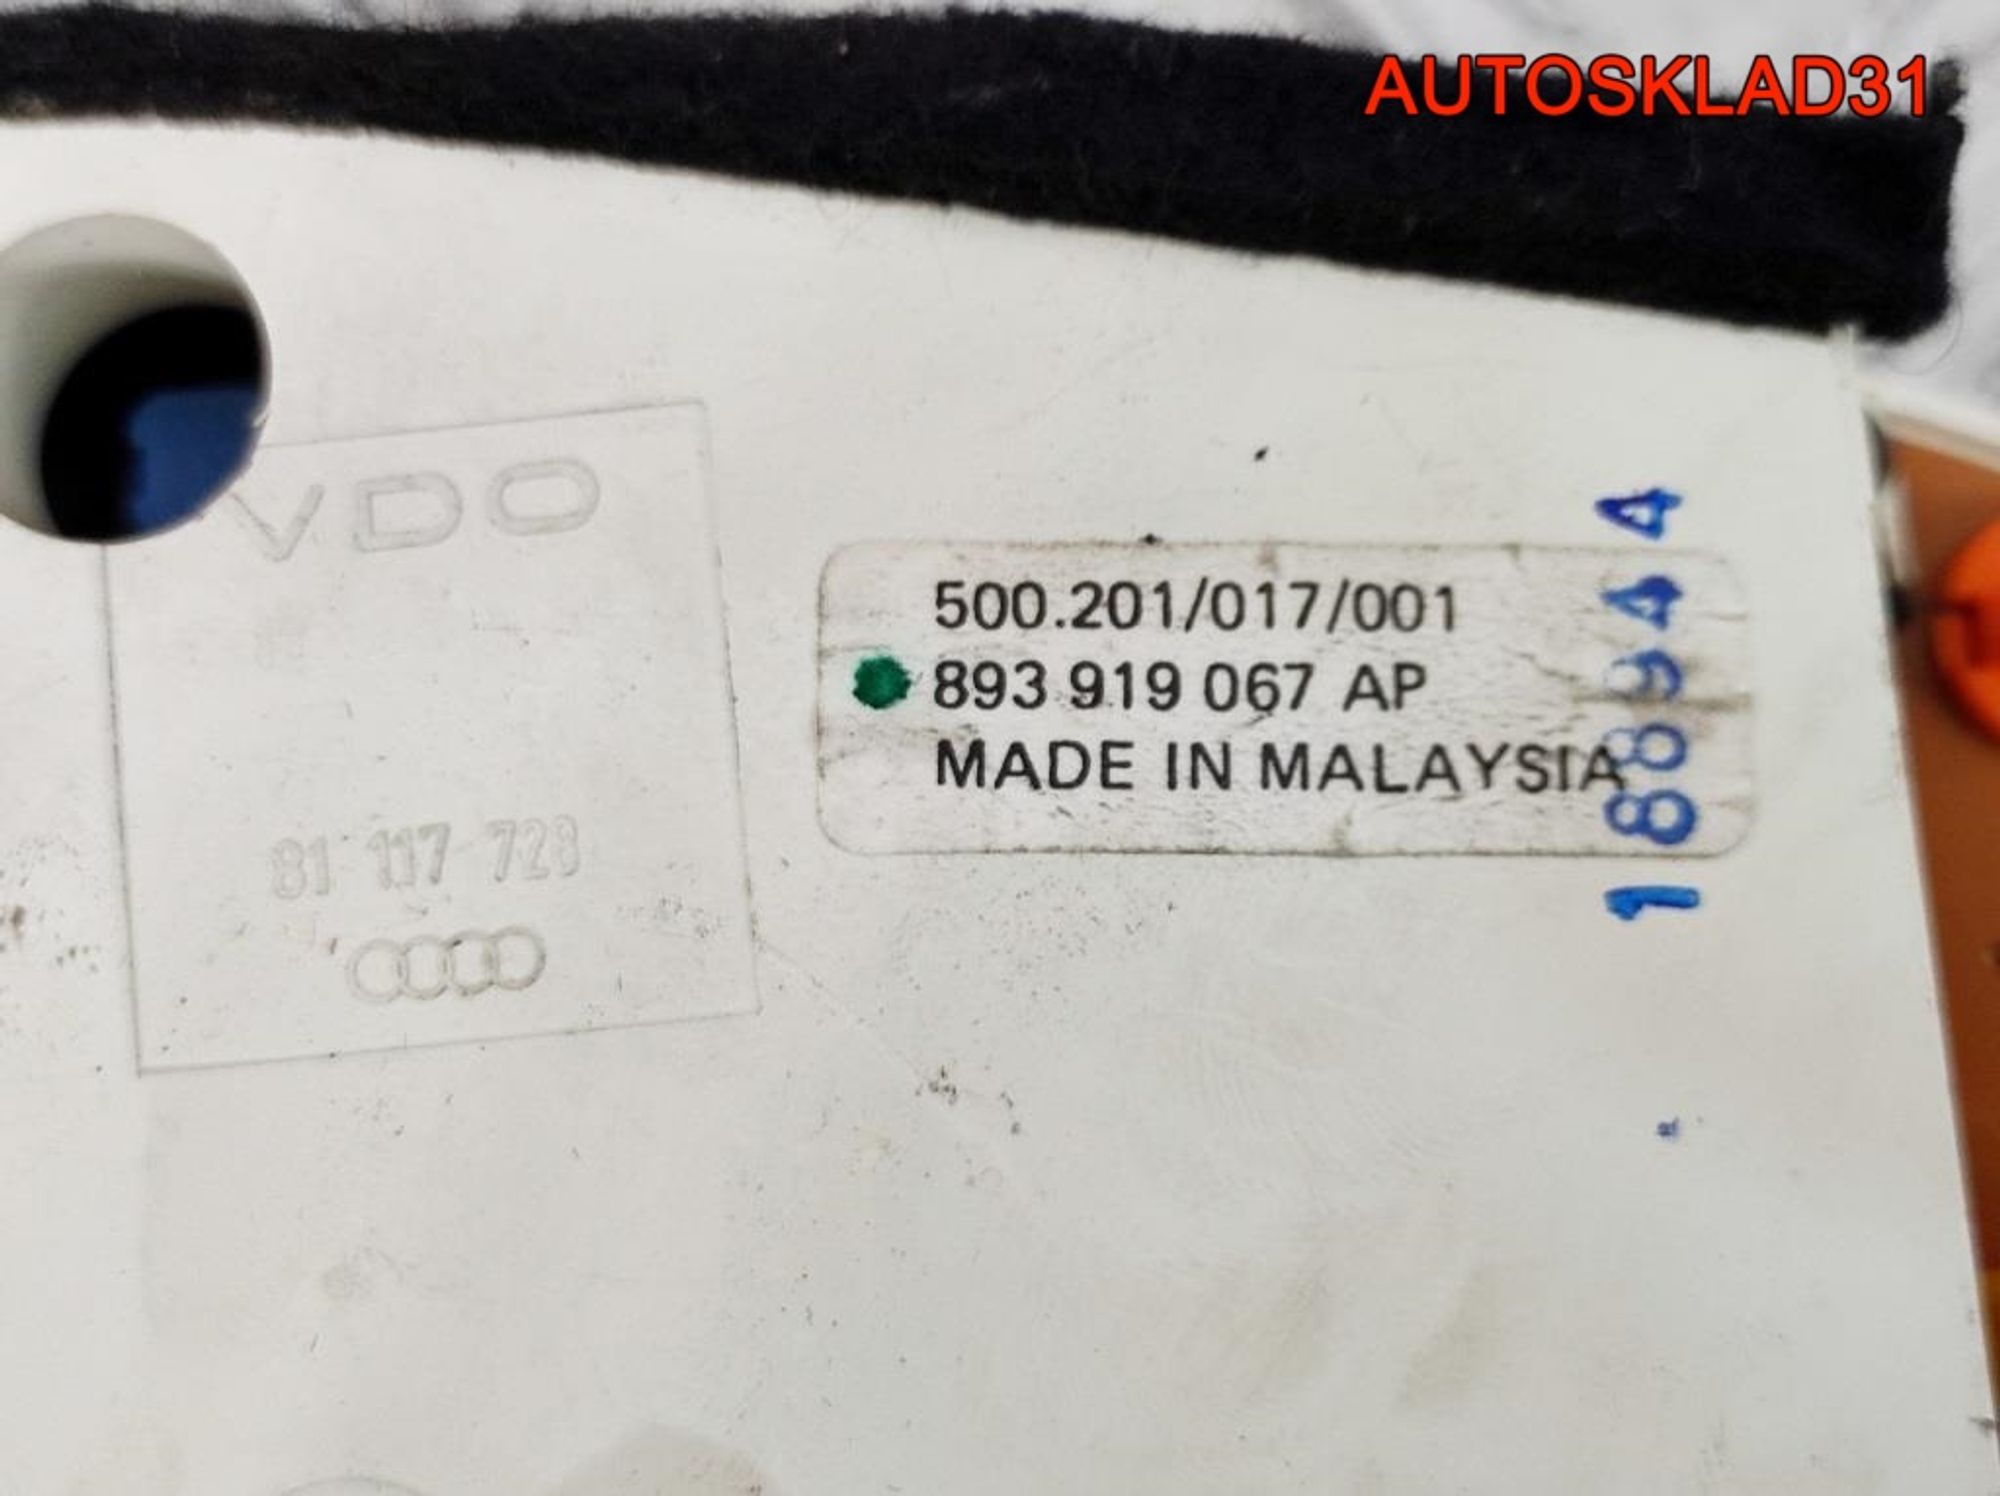 AUTOSKLAD31
VDO
81 117 728
500.201/017/001
893 919 067 AP
MADE IN MALAYSIA
188944